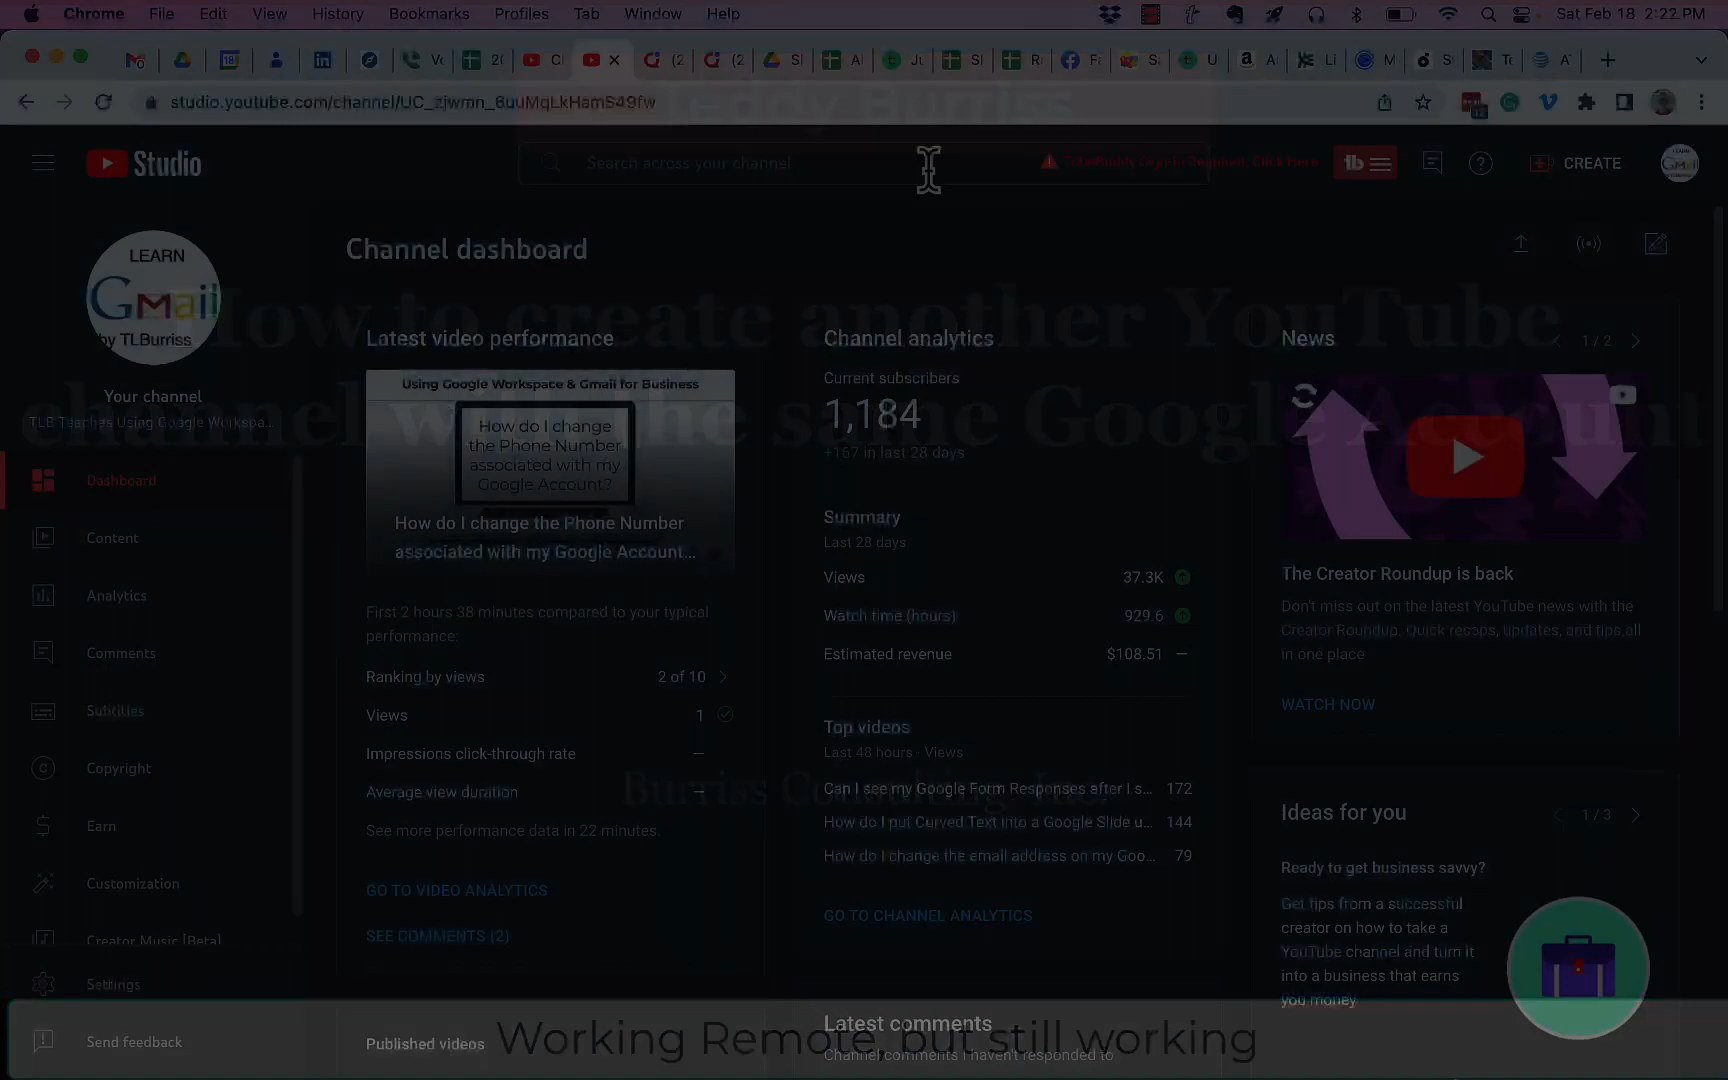 Chrome File Edit View History Bookmarks Profiles Tab Window Help Sat Feb 18 2:22 PM
studio.youtube.com/channel/UC_zjwmn_6uuMqLkHamS49fw
Teddy Burriss
Studio
Search across your channel
CREATE
LEARN
Gmail
by TLBurriss
Your channel
TLB Teaches Using Google Workspa...
Dashboard
Content
Analytics
Comments
Subtitles
Copyright
Earn
Customization
Creator Music [Beta]
Settings
Send feedback
Channel dashboard
How to create another YouTube
channel with the same Google Account
Latest video performance
Using Google Workspace & Gmail for Business
How do I change
the Phone Number
associated with my
Google Account?
How do I change the Phone Number
associated with my Google Account...
First 2 hours 38 minutes compared to your typical
performance:
Ranking by views 2 of 10
Views 1
Impressions click-through rate —
Average view duration —
See more performance data in 22 minutes.
GO TO VIDEO ANALYTICS
SEE COMMENTS (2)
Published videos
Channel analytics
Current subscribers
1,184
+167 in last 28 days
Summary
Last 28 days
Views 37.3K
Watch time (hours) 929.6
Estimated revenue $108.51 —
Top videos
Last 48 hours · Views
Can I see my Google Form Responses after I s... 172
How do I put Curved Text into a Google Slide u... 144
How do I change the email address on my Goo... 79
GO TO CHANNEL ANALYTICS
Burriss Consulting, Inc.
Latest comments
Channel comments I haven't responded to
News
1 / 2
The Creator Roundup is back
Don't miss out on the latest YouTube news with the
Creator Roundup. Quick recaps, updates, and tips all
in one place
WATCH NOW
Ideas for you
1 / 3
Ready to get business savvy?
Get tips from a successful
creator on how to take a
YouTube channel and turn it
into a business that earns
you money
Working Remote, but still working